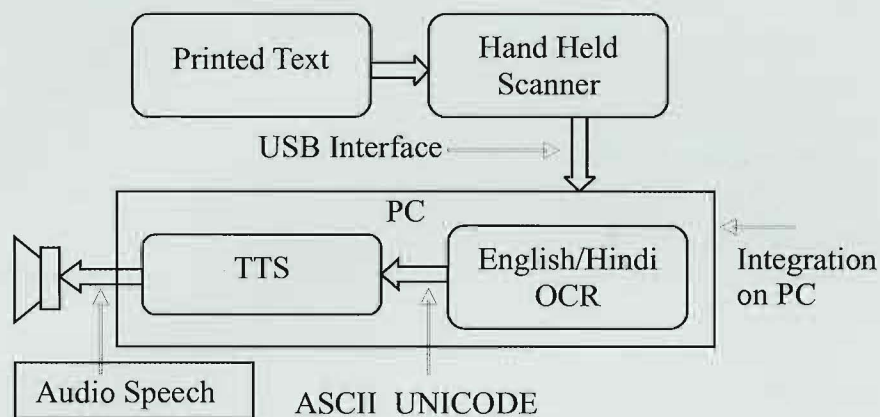 Printed Text
Hand Held
Scanner
USB Interface
PC
TTS
English/Hindi
OCR
Integration
on PC
Audio Speech
ASCII UNICODE